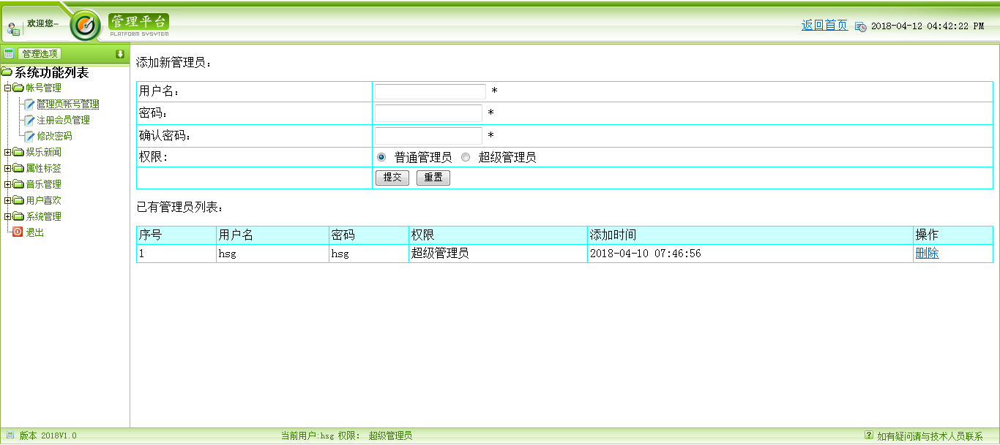 欢迎您—
管理平台
PLATFORM SYSYTEM
返回首页 2018-04-12 04:42:22 PM
管理选项
系统功能列表
帐号管理
管理员帐号管理
注册会员管理
修改密码
娱乐新闻
属性标签
音乐管理
用户喜欢
系统管理
退出
添加新管理员：
用户名： *
密码： *
确认密码： *
权限： 普通管理员 超级管理员
提交 重置
已有管理员列表：
序号 用户名 密码 权限 添加时间 操作
1 hsg hsg 超级管理员 2018-04-10 07:46:56 删除
版本 2018V1.0 当前用户:hsg 权限： 超级管理员 如有疑问请与技术人员联系